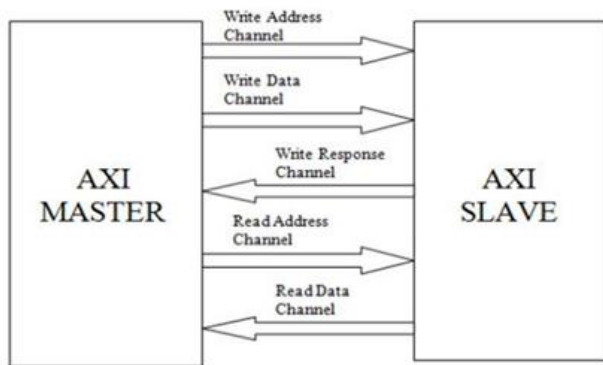 Write Address
Channel
Write Data
Channel
Write Response
Channel
AXI
MASTER
AXI
SLAVE
Read Address
Channel
Read Data
Channel